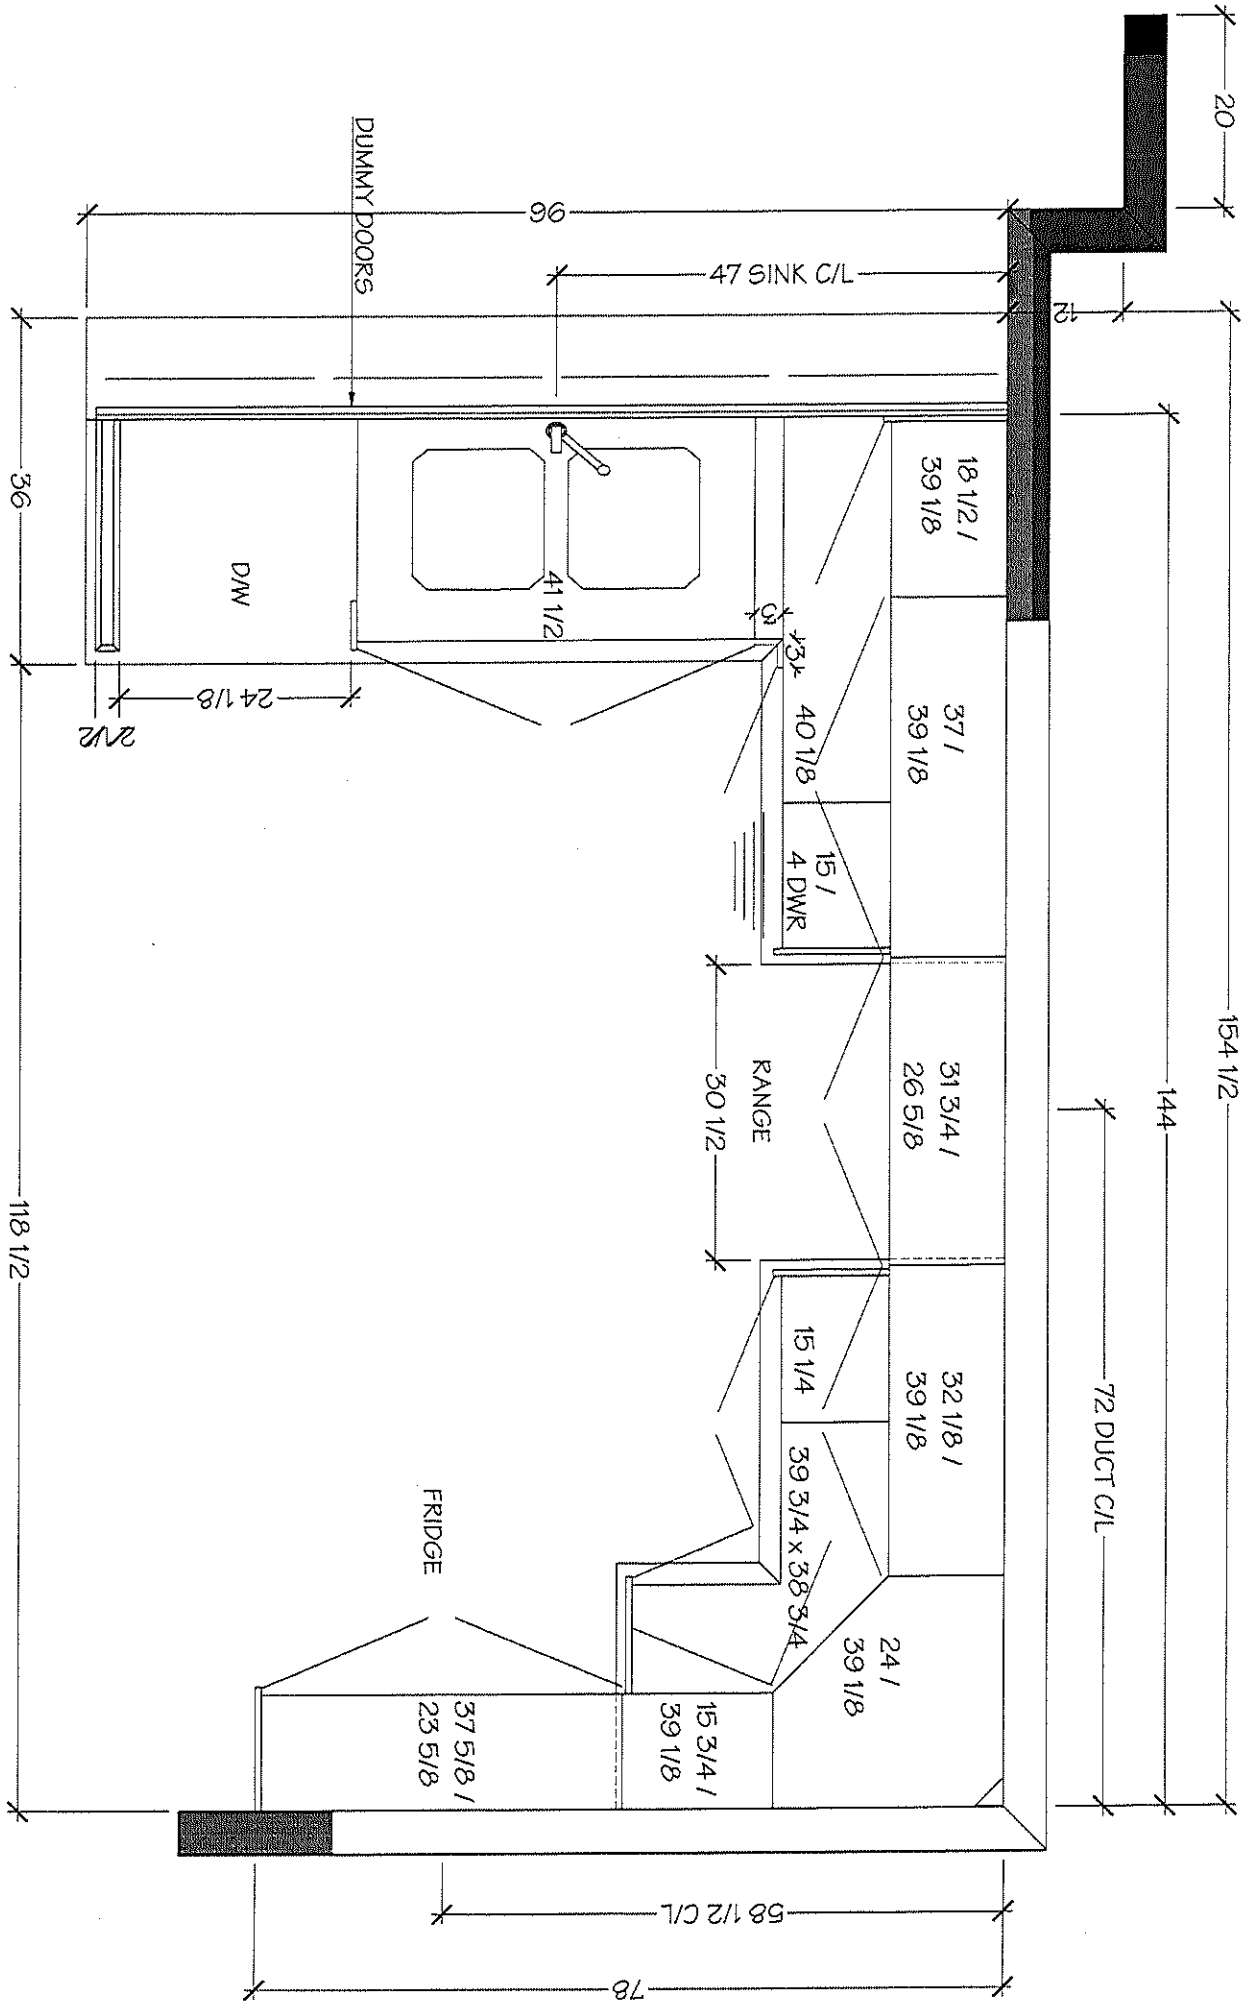 20
154 1/2
144
72 DUCT C/L
12
96
47 SINK C/L
DUMMY DOORS
18 1/2 /
39 1/8
37 /
39 1/8
31 3/4 /
26 5/8
32 1/8 /
39 1/8
24 /
39 1/8
40 1/8
15 /
4 DWR
RANGE
30 1/2
15 1/4
39 3/4 x 38 3/4
3
3
41 1/2
D/W
24 1/8
2 1/2
15 3/4 /
39 1/8
37 5/8 /
23 5/8
FRIDGE
36
118 1/2
58 1/2 C/L
78